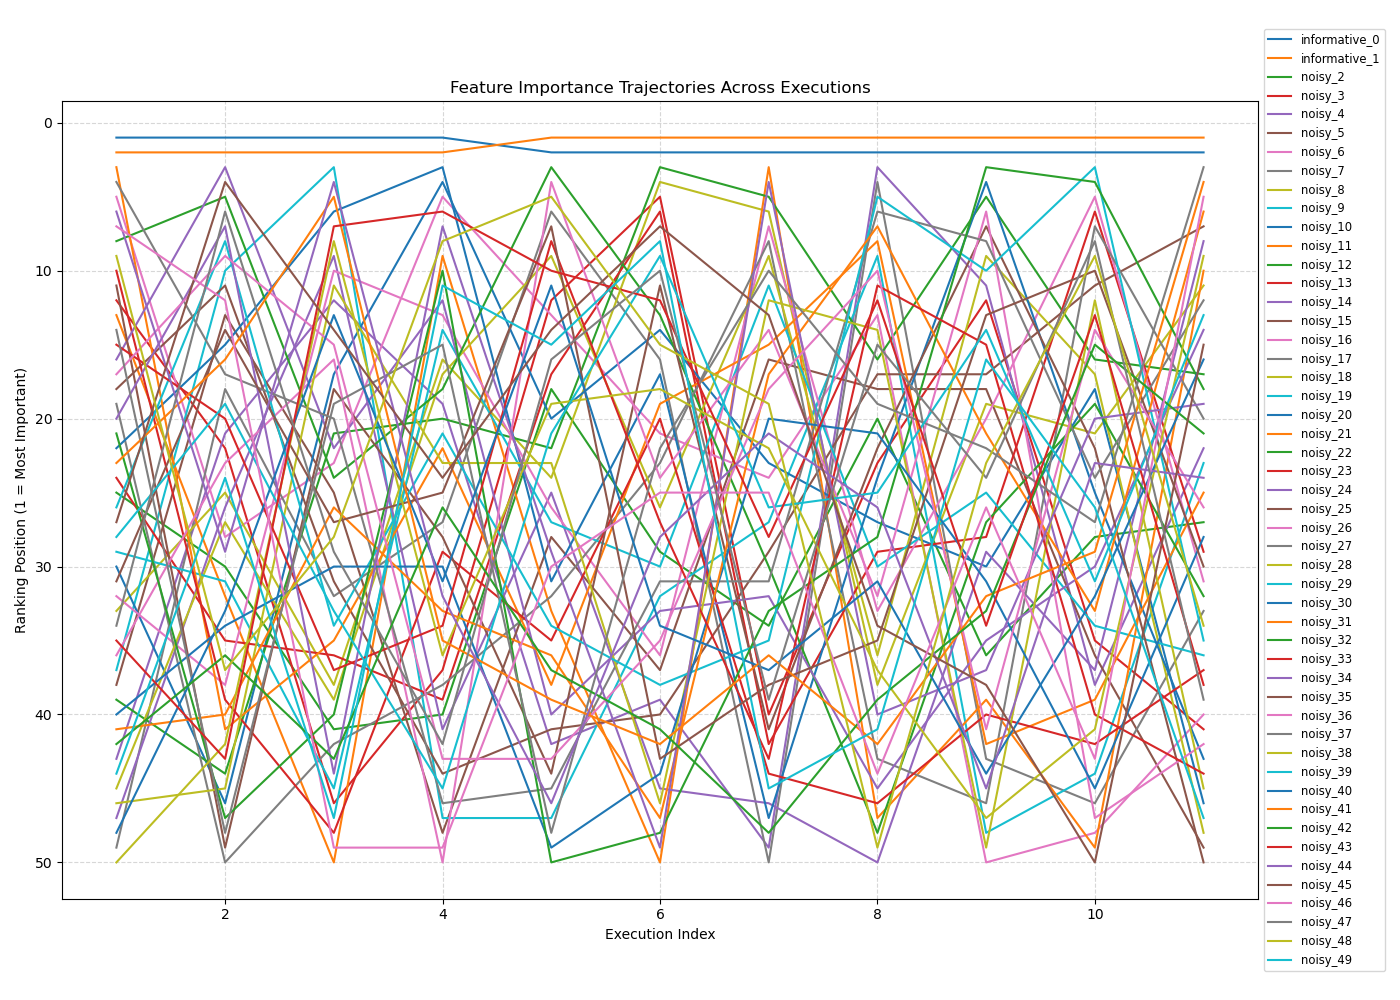 Feature Importance Trajectories Across Executions
Ranking Position (1 = Most Important)
0
10
20
30
40
50
2
4
6
8
10
Execution Index
informative_0
informative_1
noisy_2
noisy_3
noisy_4
noisy_5
noisy_6
noisy_7
noisy_8
noisy_9
noisy_10
noisy_11
noisy_12
noisy_13
noisy_14
noisy_15
noisy_16
noisy_17
noisy_18
noisy_19
noisy_20
noisy_21
noisy_22
noisy_23
noisy_24
noisy_25
noisy_26
noisy_27
noisy_28
noisy_29
noisy_30
noisy_31
noisy_32
noisy_33
noisy_34
noisy_35
noisy_36
noisy_37
noisy_38
noisy_39
noisy_40
noisy_41
noisy_42
noisy_43
noisy_44
noisy_45
noisy_46
noisy_47
noisy_48
noisy_49